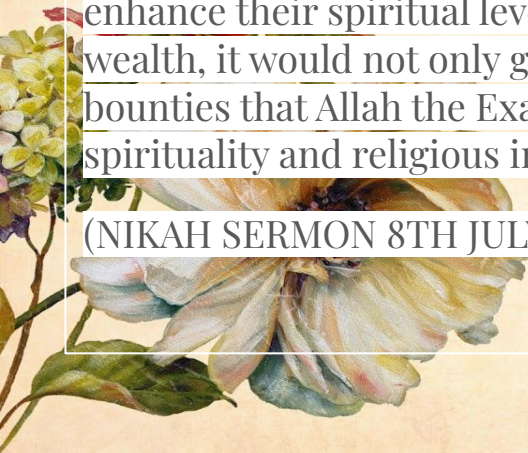 enhance their spiritual lev
wealth, it would not only g
bounties that Allah the Exa
spirituality and religious i
(NIKAH SERMON 8TH JUL